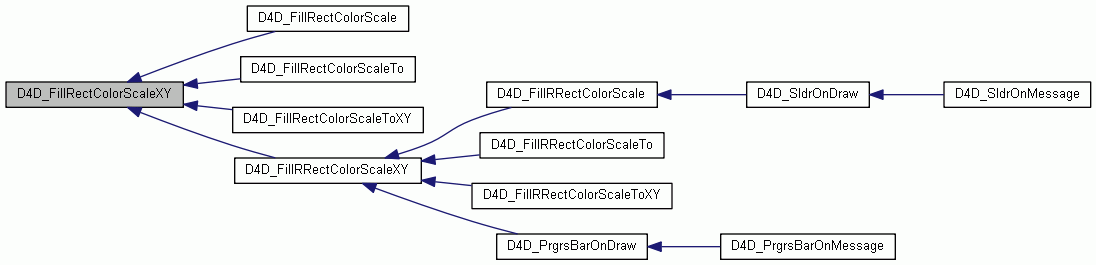 D4D_FillRectColorScale
D4D_FillRectColorScaleTo
D4D_FillRectColorScaleXY
D4D_FillRRectColorScale
D4D_SldrOnDraw
D4D_SldrOnMessage
D4D_FillRectColorScaleToXY
D4D_FillRRectColorScaleTo
D4D_FillRRectColorScaleXY
D4D_FillRRectColorScaleToXY
D4D_PrgrsBarOnDraw
D4D_PrgrsBarOnMessage